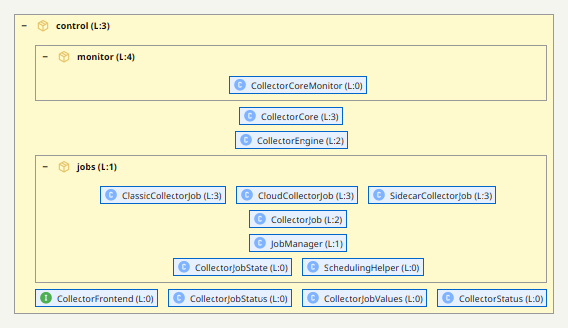 control (L:3)
monitor (L:4)
C CollectorCoreMonitor (L:0)
C CollectorCore (L:3)
C CollectorEngine (L:2)
jobs (L:1)
C ClassicCollectorJob (L:3) C CloudCollectorJob (L:3) C SidecarCollectorJob (L:3)
C CollectorJob (L:2)
C JobManager (L:1)
C CollectorJobState (L:0) C SchedulingHelper (L:0)
I CollectorFrontend (L:0) C CollectorJobStatus (L:0) C CollectorJobValues (L:0) C CollectorStatus (L:0)